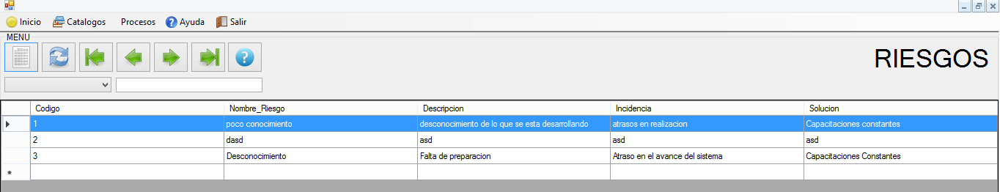 Inicio Catalogos Procesos Ayuda Salir
MENU
RIESGOS
Codigo Nombre_Riesgo Descripcion Incidencia Solucion
1 poco conocimiento desconocimiento de lo que se esta desarrollando atrasos en realizacion Capacitaciones constantes
2 dasd asd asd asd
3 Desconocimiento Falta de preparacion Atraso en el avance del sistema Capacitaciones Constantes